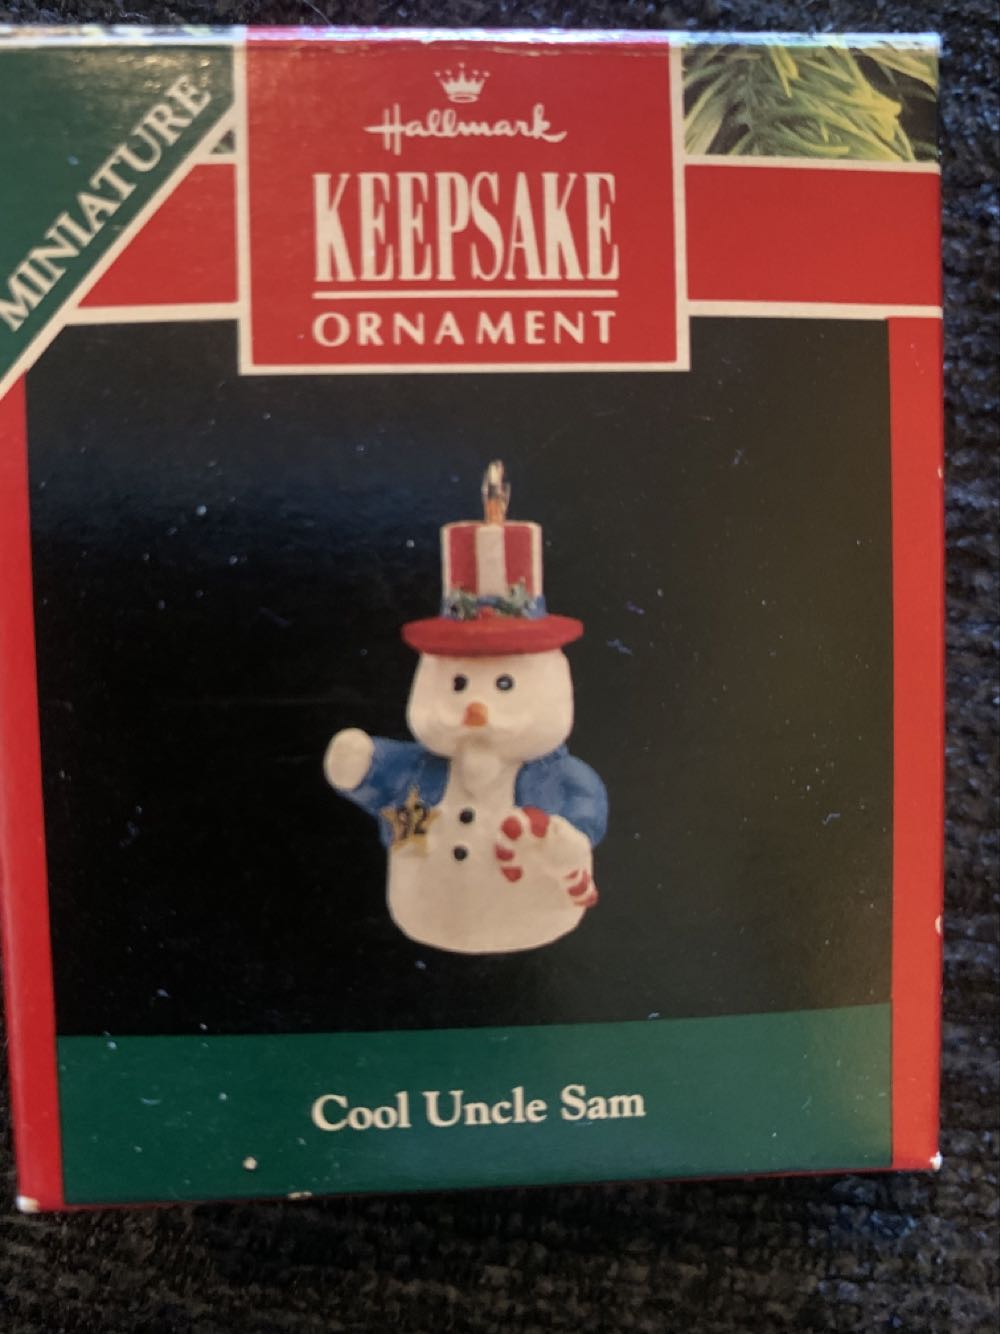 MINIATURE
Hallmark
KEEPSAKE
ORNAMENT
92
Cool Uncle Sam